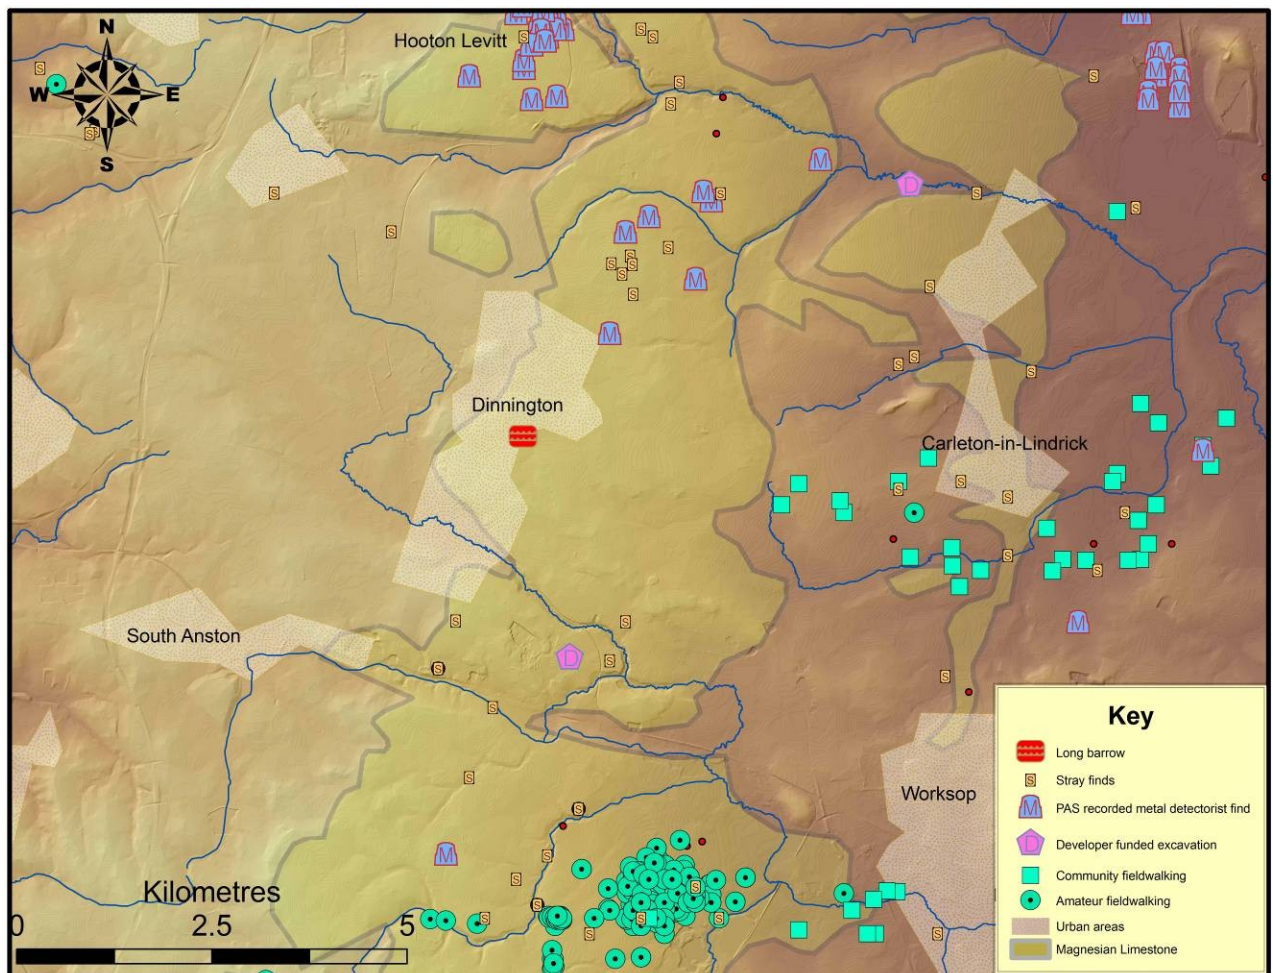 Hooton Levitt
N
W
E
S
Dinnington
Carleton-in-Lindrick
South Anston
Worksop
Kilometres
0 2.5 5
Key
Long barrow
S Stray finds
M PAS recorded metal detectorist find
D Developer funded excavation
Community fieldwalking
Amateur fieldwalking
Urban areas
Magnesian Limestone